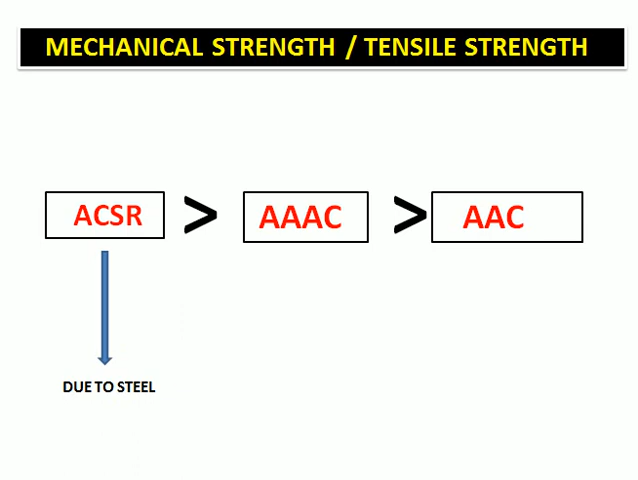 MECHANICAL STRENGTH / TENSILE STRENGTH
ACSR > AAAC > AAC
DUE TO STEEL